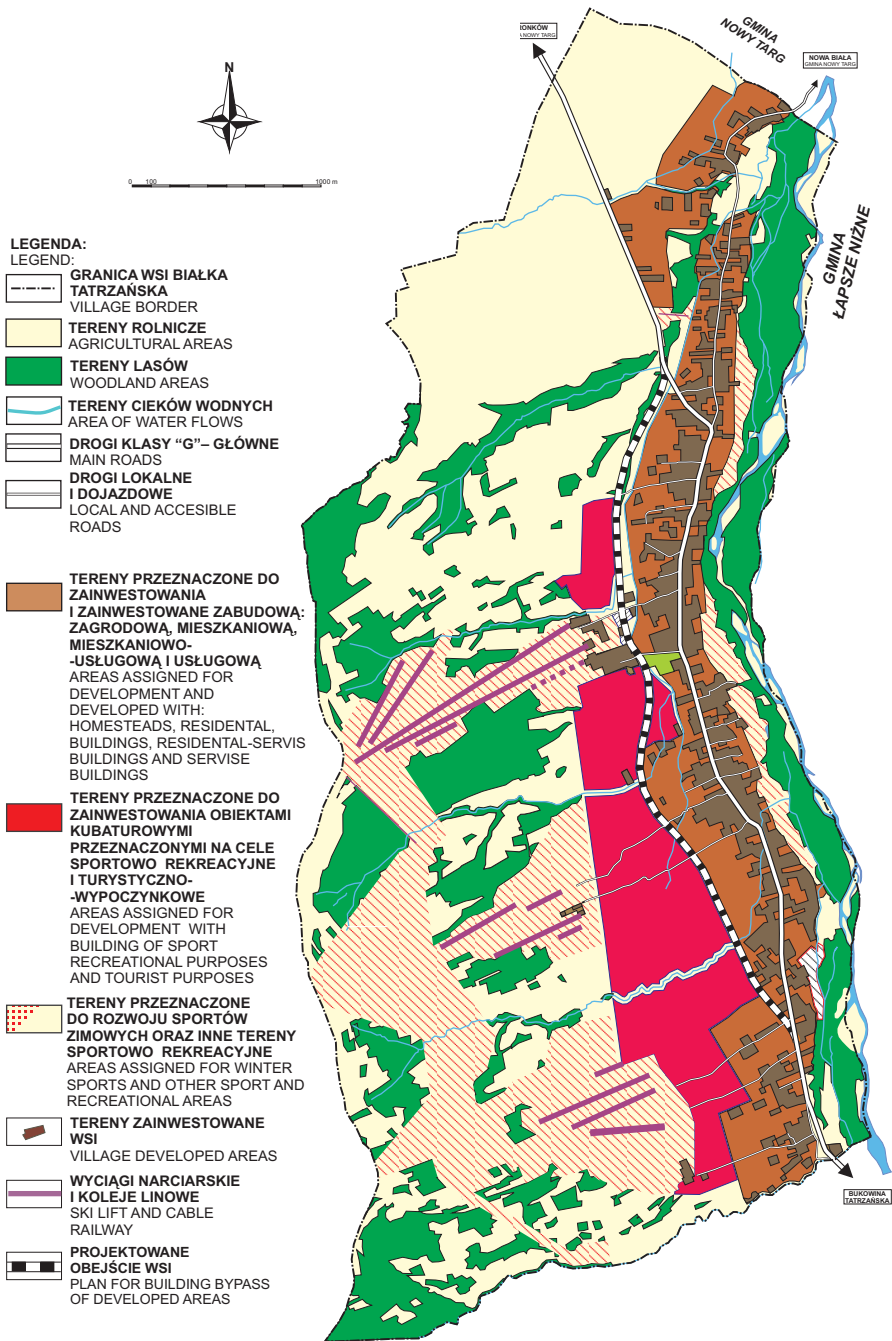 GMINA
NOWY TARG
NOWA BIAŁA
GMINA NOWY TARG
N
0 100 1000 m
GMINA
ŁAPSZE NIŻNE
LEGENDA:
LEGEND:
GRANICA WSI BIAŁKA
TATRZAŃSKA
VILLAGE BORDER
TERENY ROLNICZE
AGRICULTURAL AREAS
TERENY LASÓW
WOODLAND AREAS
TERENY CIEKÓW WODNYCH
AREA OF WATER FLOWS
DROGI KLASY “G”– GŁÓWNE
MAIN ROADS
DROGI LOKALNE
I DOJAZDOWE
LOCAL AND ACCESIBLE
ROADS
TERENY PRZEZNACZONE DO
ZAINWESTOWANIA
I ZAINWESTOWANE ZABUDOWĄ:
ZAGRODOWĄ, MIESZKANIOWĄ,
MIESZKANIOWO-
-USŁUGOWĄ I USŁUGOWĄ
AREAS ASSIGNED FOR
DEVELOPMENT AND
DEVELOPED WITH:
HOMESTEADS, RESIDENTAL,
BUILDINGS, RESIDENTAL-SERVIS
BUILDINGS AND SERVISE
BUILDINGS
TERENY PRZEZNACZONE DO
ZAINWESTOWANIA OBIEKTAMI
KUBATUROWYMI
PRZEZNACZONYMI NA CELE
SPORTOWO REKREACYJNE
I TURYSTYCZNO-
-WYPOCZYNKOWE
AREAS ASSIGNED FOR
DEVELOPMENT WITH
BUILDING OF SPORT
RECREATIONAL PURPOSES
AND TOURIST PURPOSES
TERENY PRZEZNACZONE
DO ROZWOJU SPORTÓW
ZIMOWYCH ORAZ INNE TERENY
SPORTOWO REKREACYJNE
AREAS ASSIGNED FOR WINTER
SPORTS AND OTHER SPORT AND
RECREATIONAL AREAS
TERENY ZAINWESTOWANE
WSI
VILLAGE DEVELOPED AREAS
WYCIĄGI NARCIARSKIE
I KOLEJE LINOWE
SKI LIFT AND CABLE
RAILWAY
PROJEKTOWANE
OBEJŚCIE WSI
PLAN FOR BUILDING BYPASS
OF DEVELOPED AREAS
BUKOWINA
TATRZAŃSKA